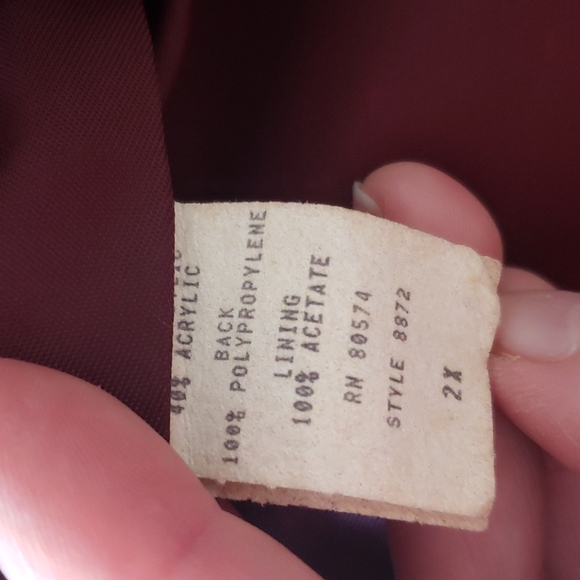 40% ACRYLIC
BACK
100% POLYPROPYLENE
LINING
100% ACETATE
RN 80574
STYLE 8872
2X